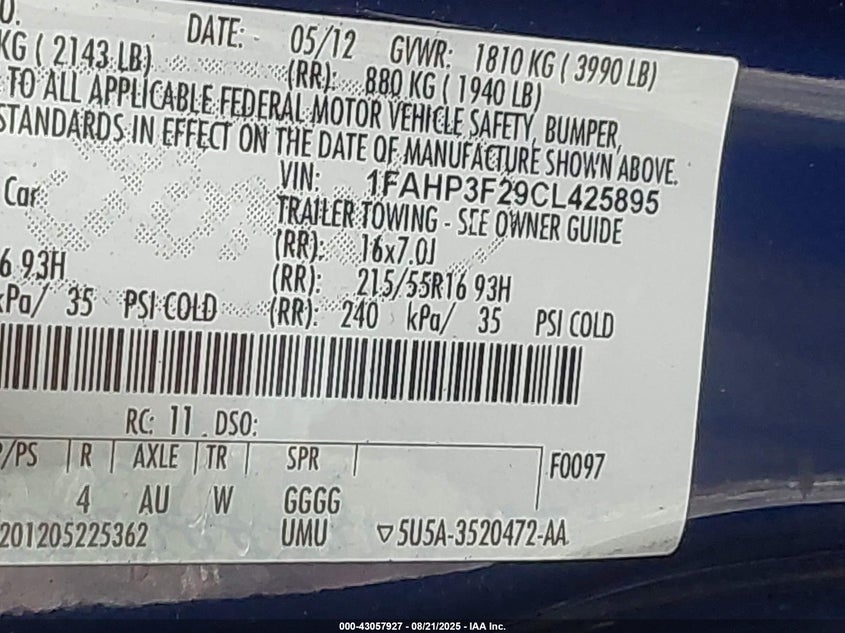 O.
DATE: 05/12 GVWR: 1810 KG ( 3990 LB)
KG ( 2143 LB) (RR): 880 KG ( 1940 LB)
TO ALL APPLICABLE FEDERAL MOTOR VEHICLE SAFETY, BUMPER,
STANDARDS IN EFFECT ON THE DATE OF MANUFACTURE SHOWN ABOVE.
VIN: 1FAHP3F29CL425895
Car TRAILER TOWING - SEE OWNER GUIDE
(RR): 16x7.0J
6 93H (RR): 215/55R16 93H
kPa/ 35 PSI COLD (RR): 240 kPa/ 35 PSI COLD
RC: 11 DSO:
/PS R AXLE TR SPR F0097
4 AU W GGGG
201205225362 UMU ▽5U5A-3520472-AA
000-43057927 - 08/21/2025 - IAA Inc.